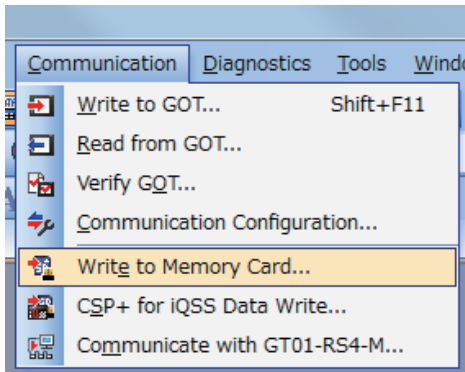 Communication Diagnostics Tools
Write to GOT... Shift+F11
Read from GOT...
Verify GOT...
Communication Configuration...
Write to Memory Card...
CSP+ for iQSS Data Write...
Communicate with GT01-RS4-M...